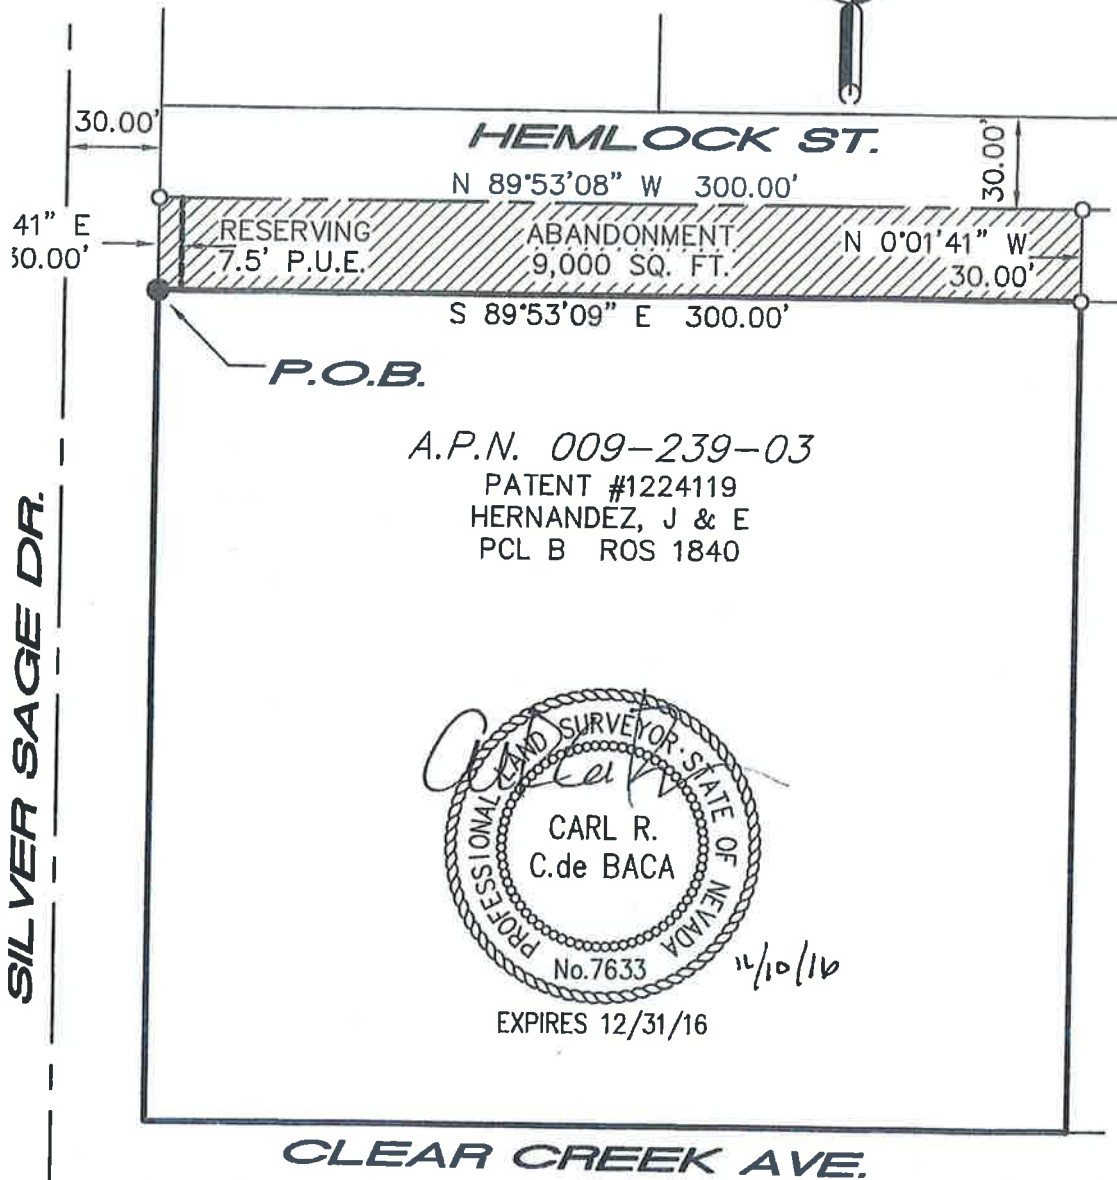 30.00'
HEMLOCK ST.
30.00'
N 89°53'08" W 300.00'
41" E
30.00'
RESERVING
7.5' P.U.E.
ABANDONMENT
9,000 SQ. FT.
N 0°01'41" W
30.00'
S 89°53'09" E 300.00'
P.O.B.
A.P.N. 009-239-03
PATENT #1224119
HERNANDEZ, J & E
PCL B ROS 1840
SILVER SAGE DR.
PROFESSIONAL LAND SURVEYOR · STATE OF NEVADA
CARL R.
C.de BACA
No.7633
11/10/16
EXPIRES 12/31/16
CLEAR CREEK AVE.